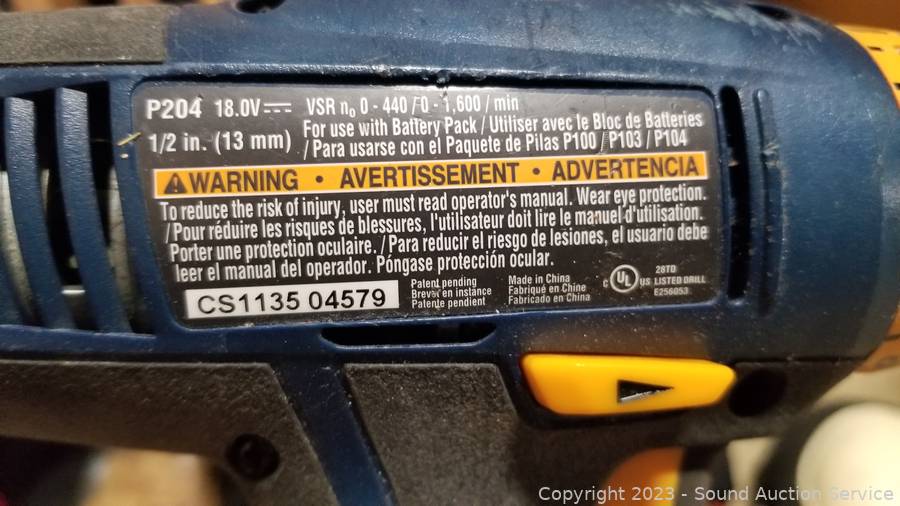 P204 18.0V⎓ VSR n₀ 0 - 440 / 0 - 1,600 / min
1/2 in. (13 mm) For use with Battery Pack / Utiliser avec le Bloc de Batteries
/ Para usarse con el Paquete de Pilas P100 / P103 / P104
⚠WARNING • AVERTISSEMENT • ADVERTENCIA
To reduce the risk of injury, user must read operator's manual. Wear eye protection.
/Pour réduire les risques de blessures, l'utilisateur doit lire le manuel d'utilisation.
Porter une protection oculaire. / Para reducir el riesgo de lesiones, el usuario debe
leer el manual del operador. Póngase protección ocular.
CS1135 04579
Patent pending
Brevet en instance
Patente pendient
Made in China
Fabriqué en Chine
Fabricado en China
C UL US
28TD
LISTED DRILL
E256053
Copyright 2023 - Sound Auction Service